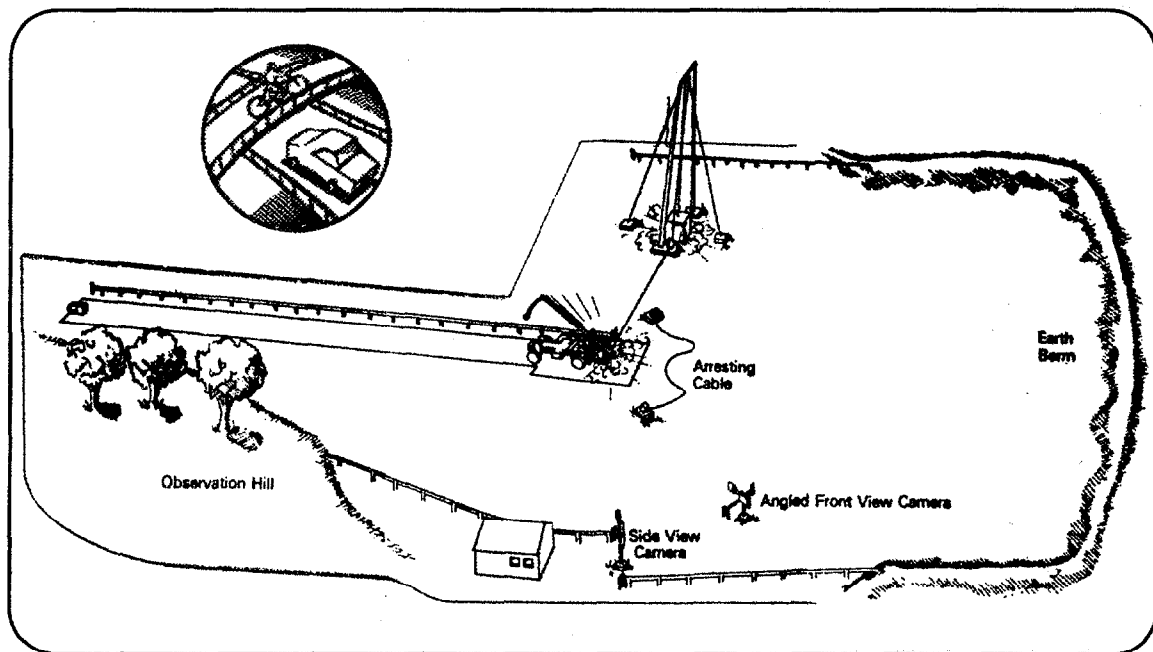 Earth
Berm
Arresting
Cable
Observation Hill
Angled Front View Camera
Side View
Camera